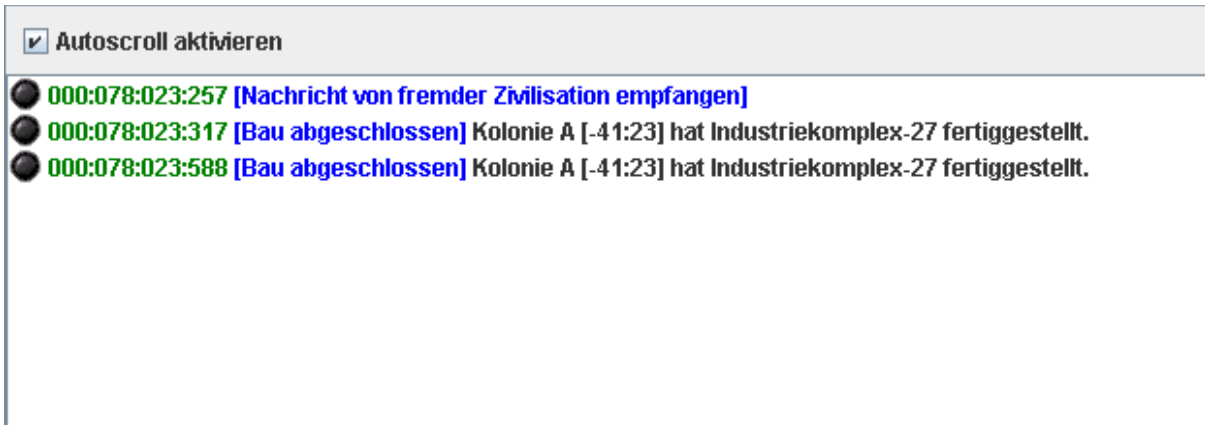 Autoscroll aktivieren
000:078:023:257 [Nachricht von fremder Zivilisation empfangen]
000:078:023:317 [Bau abgeschlossen] Kolonie A [-41:23] hat Industriekomplex-27 fertiggestellt.
000:078:023:588 [Bau abgeschlossen] Kolonie A [-41:23] hat Industriekomplex-27 fertiggestellt.